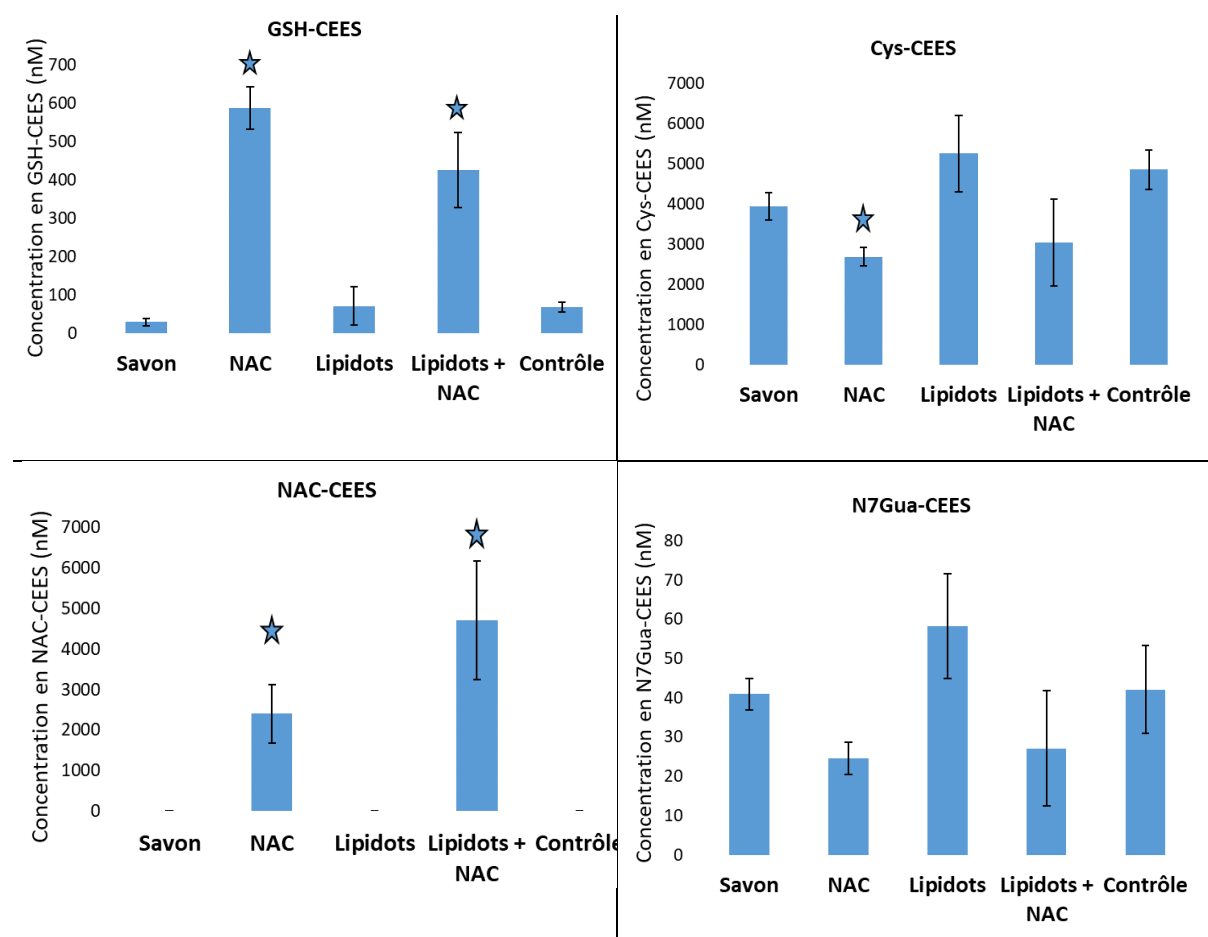 GSH-CEES
Concentration en GSH-CEES (nM)
700
600
500
400
300
200
100
0
Savon NAC Lipidots Lipidots + Contrôle
NAC
Cys-CEES
Concentration en Cys-CEES (nM)
7000
6000
5000
4000
3000
2000
1000
0
Savon NAC Lipidots Lipidots + Contrôle
NAC
NAC-CEES
Concentration en NAC-CEES (nM)
7000
6000
5000
4000
3000
2000
1000
0
Savon NAC Lipidots Lipidots + Contrôle
NAC
N7Gua-CEES
Concentration en N7Gua-CEES (nM)
80
70
60
50
40
30
20
10
0
Savon NAC Lipidots Lipidots + Contrôle
NAC